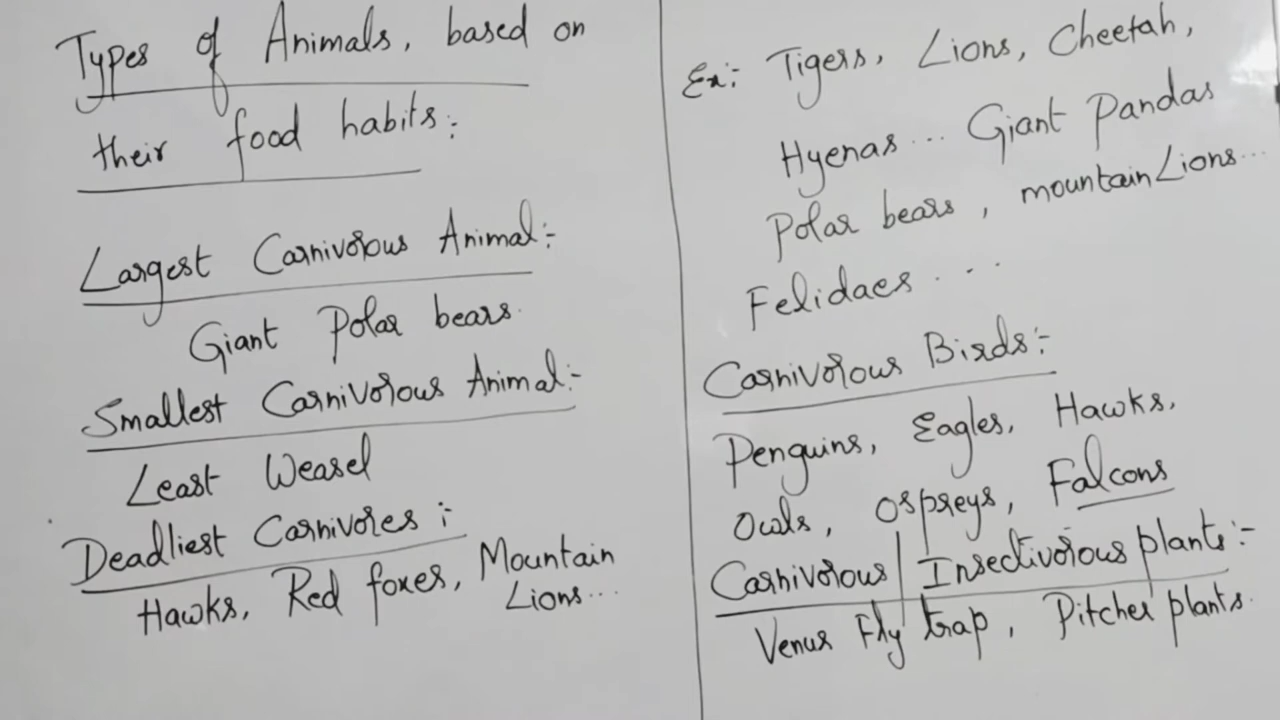 Types of Animals, based on
their food habits:
Largest Carnivorous Animal:-
Giant Polar bears.
Smallest Carnivorous Animal:-
Least Weasel
Deadliest Carnivores :-
Hawks, Red foxes, Mountain
Lions...
Ex:- Tigers, Lions, Cheetah,
Hyenas ... Giant Pandas
Polar bears, mountain Lions...
Felidaes ...
Carnivorous Birds:-
Penguins, Eagles, Hawks,
Owls, Ospreys, Falcons
Carnivorous | Insectivorous plants:-
Venus Fly trap, Pitcher plants.